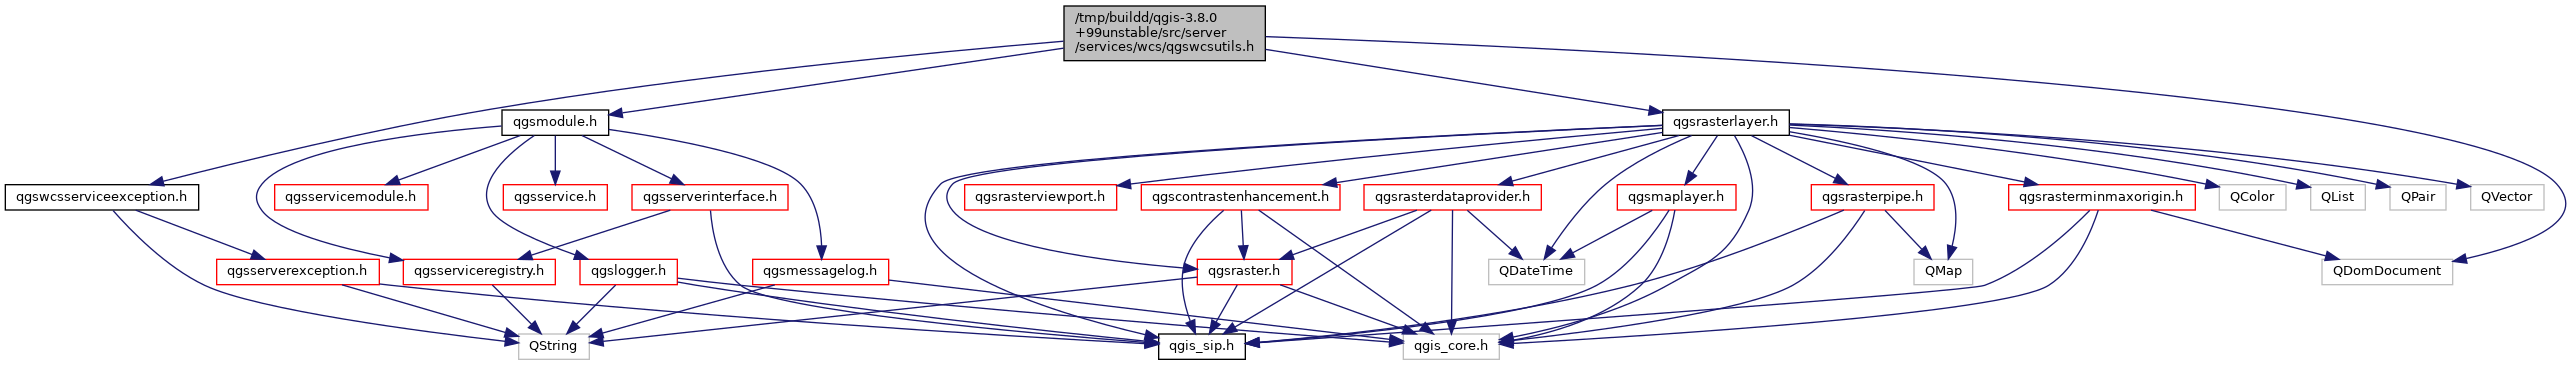 /tmp/buildd/qgis-3.8.0
+99unstable/src/server
/services/wcs/qgswcsutils.h
qgsmodule.h
qgsrasterlayer.h
qgswcsserviceexception.h
qgsservicemodule.h
qgsservice.h
qgsserverinterface.h
qgsrasterviewport.h
qgscontrastenhancement.h
qgsrasterdataprovider.h
qgsmaplayer.h
qgsrasterpipe.h
qgsrasterminmaxorigin.h
QColor
QList
QPair
QVector
qgsserverexception.h
qgsserviceregistry.h
qgslogger.h
qgsmessagelog.h
qgsraster.h
QDateTime
QMap
QDomDocument
QString
qgis_sip.h
qgis_core.h